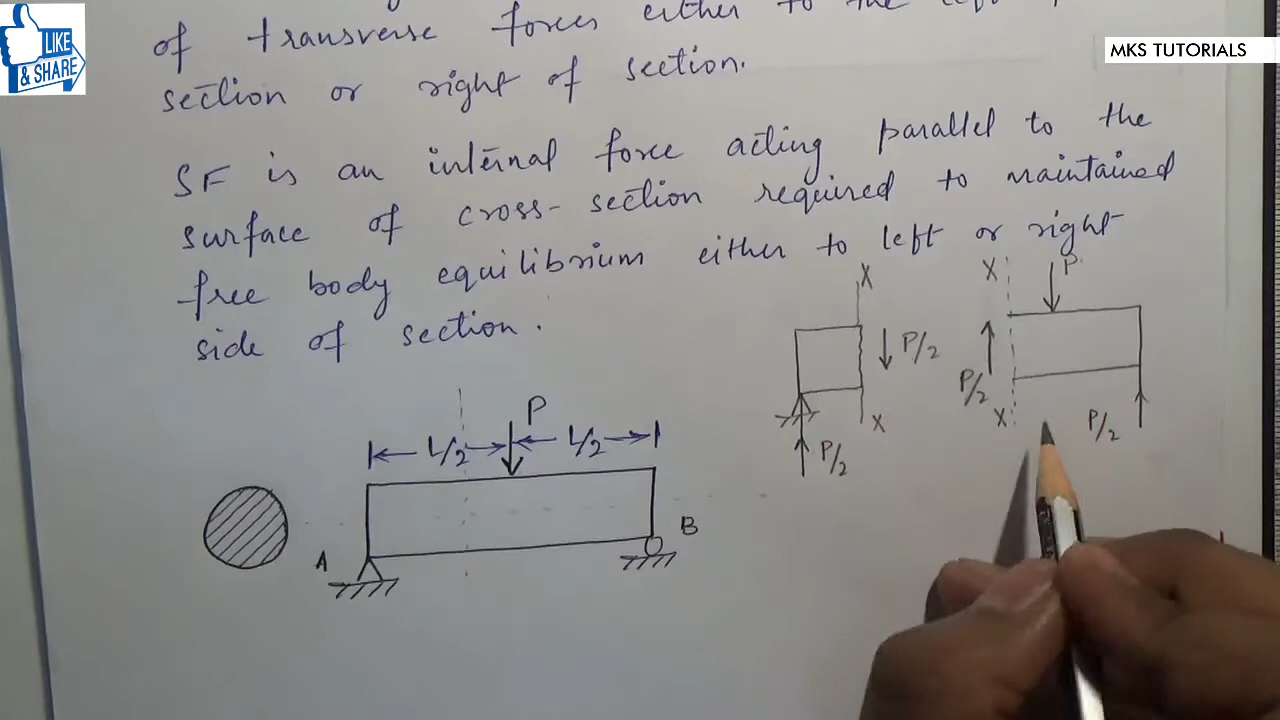 LIKE
& SHARE
MKS TUTORIALS
of transverse forces either to the left
section or right of section.
SF is an internal force acting parallel to the
surface of cross-section required to maintained
free body equilibrium either to left or right
side of section.
X
X
P
P/2
P/2
X
X
P/2
P/2
P
L/2
L/2
A
B